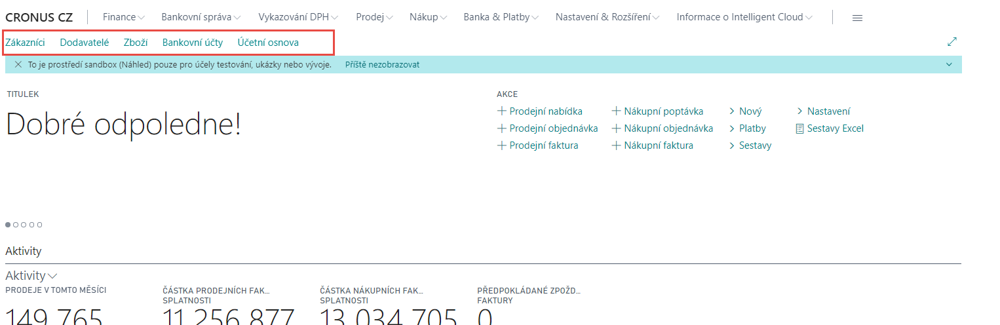 CRONUS CZ Finance Bankovní správa Vykazování DPH Prodej Nákup Banka & Platby Nastavení & Rozšíření Informace o Intelligent Cloud
Zákazníci Dodavatelé Zboží Bankovní účty Účetní osnova
To je prostředí sandbox (Náhled) pouze pro účely testování, ukázky nebo vývoje. Příště nezobrazovat
TITULEK
Dobré odpoledne!
AKCE
Prodejní nabídka Nákupní poptávka Nový Nastavení
Prodejní objednávka Nákupní objednávka Platby Sestavy Excel
Prodejní faktura Nákupní faktura Sestavy
Aktivity
Aktivity
PRODEJE V TOMTO MĚSÍCI
149 765
ČÁSTKA PRODEJNÍCH FAK...
SPLATNOSTI
11 256 877
ČÁSTKA NÁKUPNÍCH FAK...
SPLATNOSTI
13 034 705
PŘEDPOKLÁDANÉ ZPOŽD...
FAKTURY
0